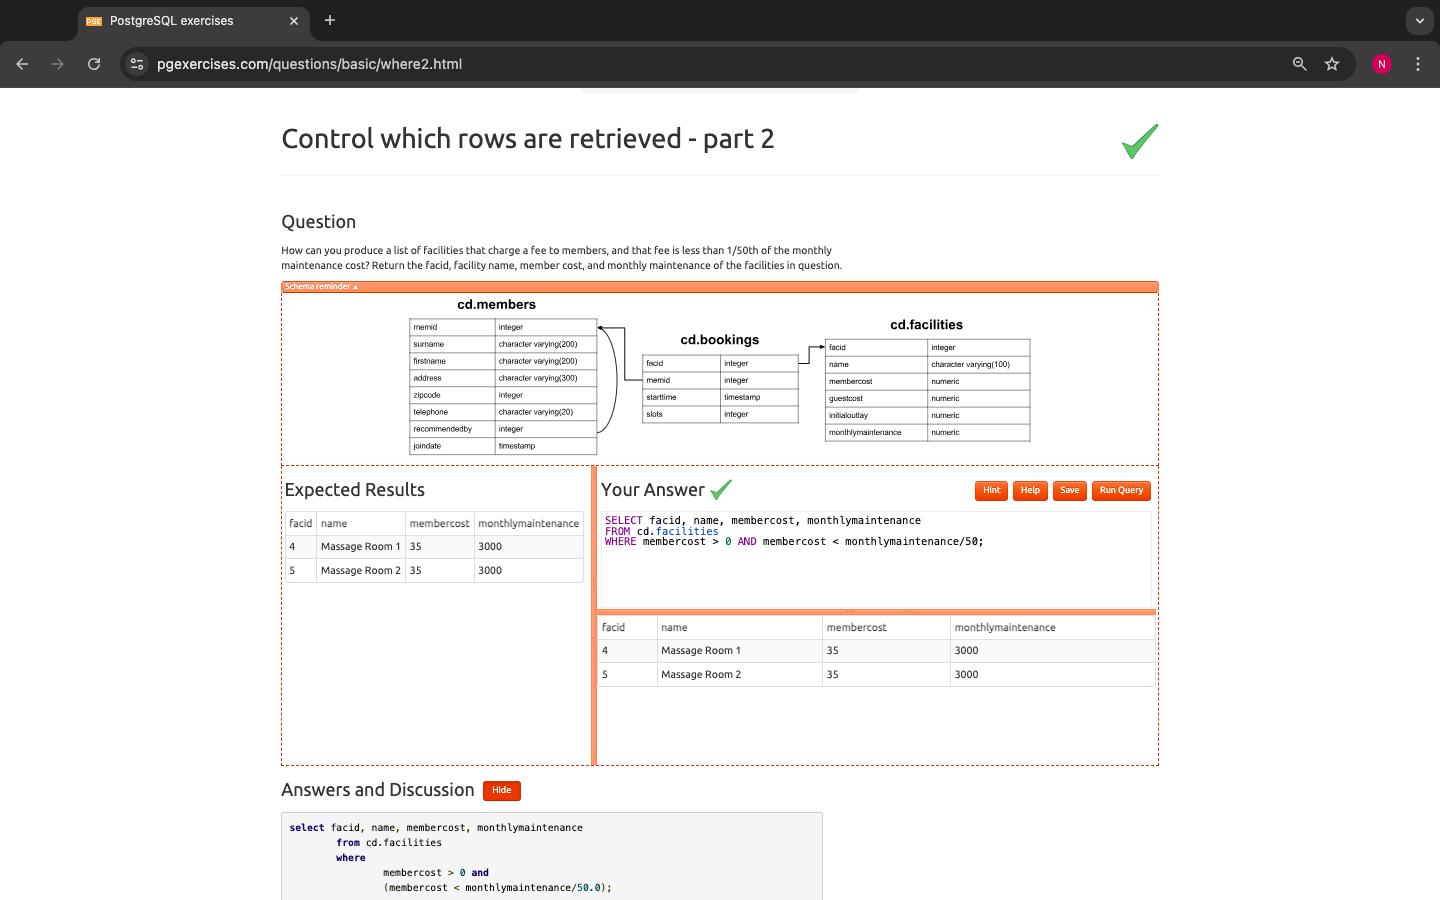 PGE PostgreSQL exercises
pgexercises.com/questions/basic/where2.html
N
Control which rows are retrieved - part 2
Question
How can you produce a list of facilities that charge a fee to members, and that fee is less than 1/50th of the monthly
maintenance cost? Return the facid, facility name, member cost, and monthly maintenance of the facilities in question.
Schema reminder
cd.members
memid integer
surname character varying(200)
firstname character varying(200)
address character varying(300)
zipcode integer
telephone character varying(20)
recommendedby integer
joindate timestamp
cd.bookings
facid integer
memid integer
starttime timestamp
slots integer
cd.facilities
facid integer
name character varying(100)
membercost numeric
guestcost numeric
initialoutlay numeric
monthlymaintenance numeric
Expected Results
facid name membercost monthlymaintenance
4 Massage Room 1 35 3000
5 Massage Room 2 35 3000
Your Answer
Hint Help Save Run Query
SELECT facid, name, membercost, monthlymaintenance
FROM cd.facilities
WHERE membercost > 0 AND membercost < monthlymaintenance/50;
facid name membercost monthlymaintenance
4 Massage Room 1 35 3000
5 Massage Room 2 35 3000
Answers and Discussion Hide
select facid, name, membercost, monthlymaintenance
from cd.facilities
where
membercost > 0 and
(membercost < monthlymaintenance/50.0);